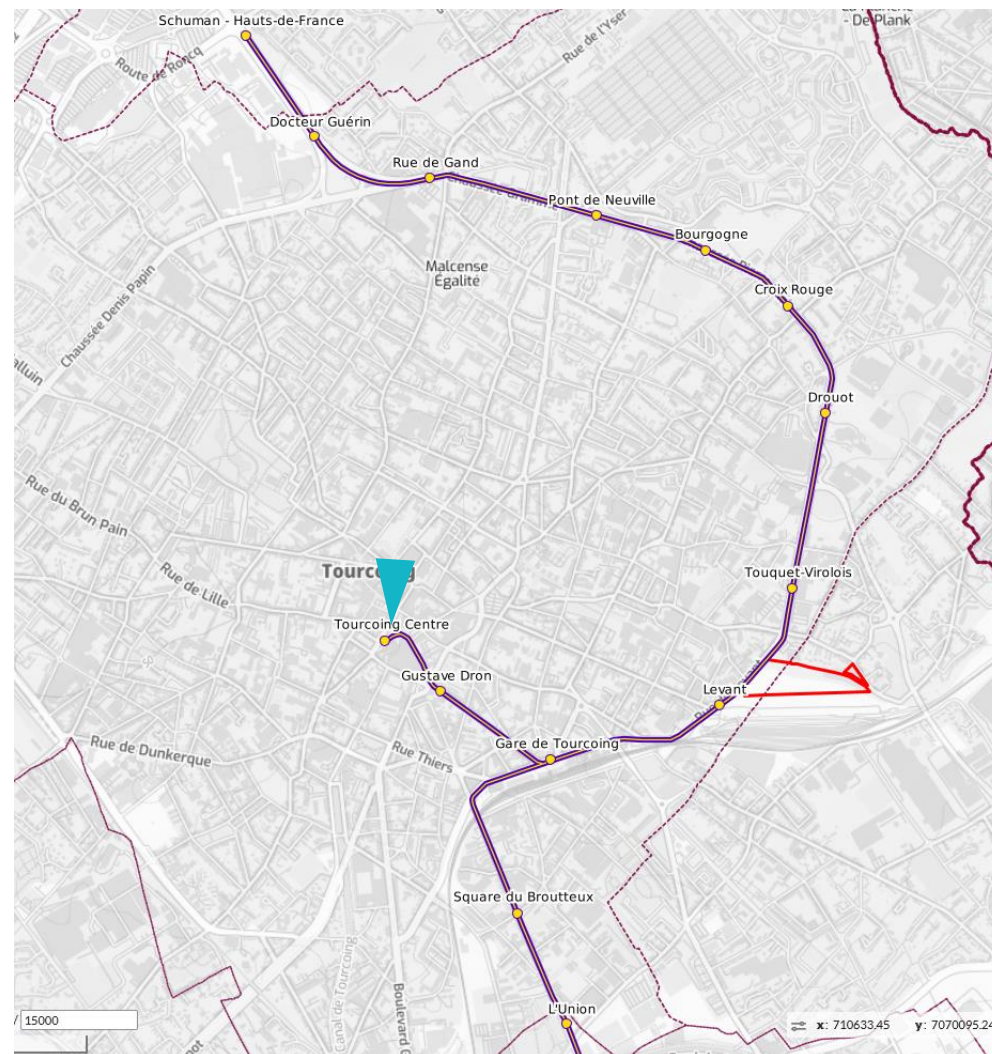 Schuman - Hauts-de-France
- De Plank
Rue de l'Yser
Route de Roncq
Docteur Guérin
Rue de Gand
Pont de Neuville
Bourgogne
Malcense
Égalité
Croix Rouge
Chaussée Denis Papin
Drouot
Rue du Brun Pain
Touquet-Virolois
Rue de Lille
Tourcoing Centre
Gustave Dron
Levant
Rue de Dunkerque
Rue Thiers
Gare de Tourcoing
Square du Broutteux
Canal de Tourcoing
L'Union
15000
x: 710633.45 y: 7070095.24